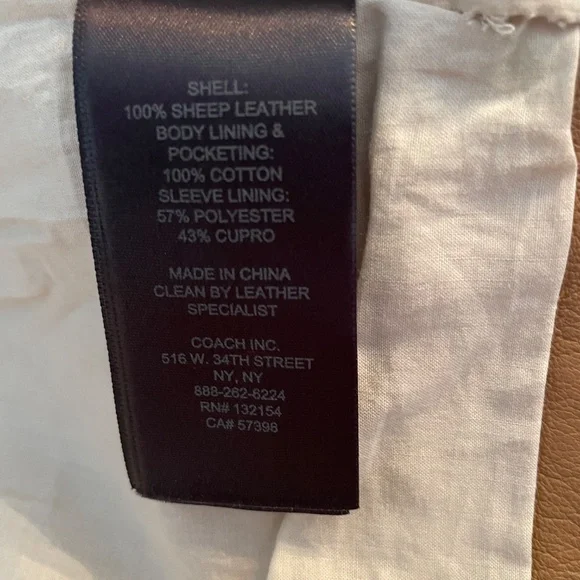 SHELL:
100% SHEEP LEATHER
BODY LINING &
POCKETING:
100% COTTON
SLEEVE LINING:
57% POLYESTER
43% CUPRO
MADE IN CHINA
CLEAN BY LEATHER
SPECIALIST
COACH INC.
516 W. 34TH STREET
NY, NY
888-262-6224
RN# 132154
CA# 57398